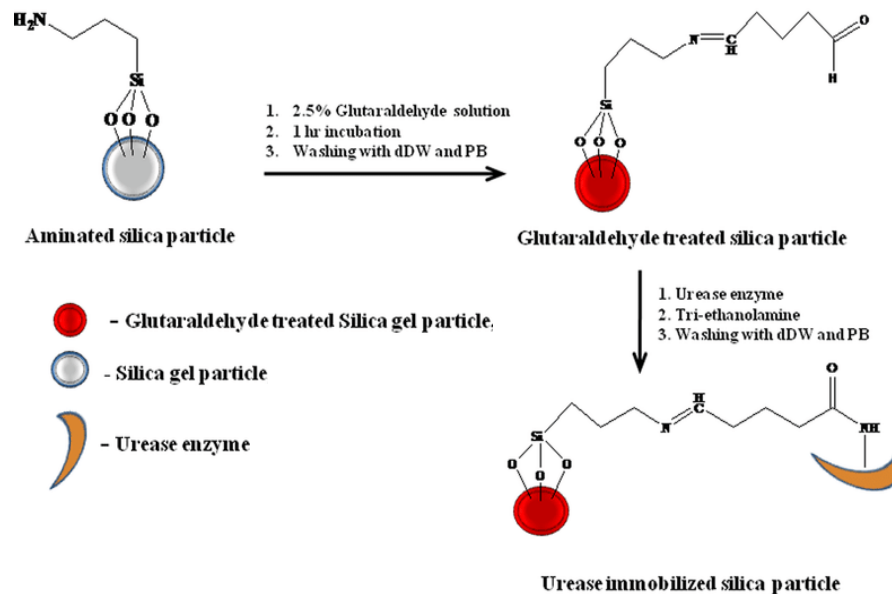 H₂N
Si
O O O
Aminated silica particle
1. 2.5% Glutaraldehyde solution
2. 1 hr incubation
3. Washing with dDW and PB
N
C
H
O
H
Si
O O O
Glutaraldehyde treated silica particle
- Glutaraldehyde treated Silica gel particle,
- Silica gel particle
- Urease enzyme
1. Urease enzyme
2. Tri-ethanolamine
3. Washing with dDW and PB
O
H
C
N
NH
Si
O O O
Urease immobilized silica particle